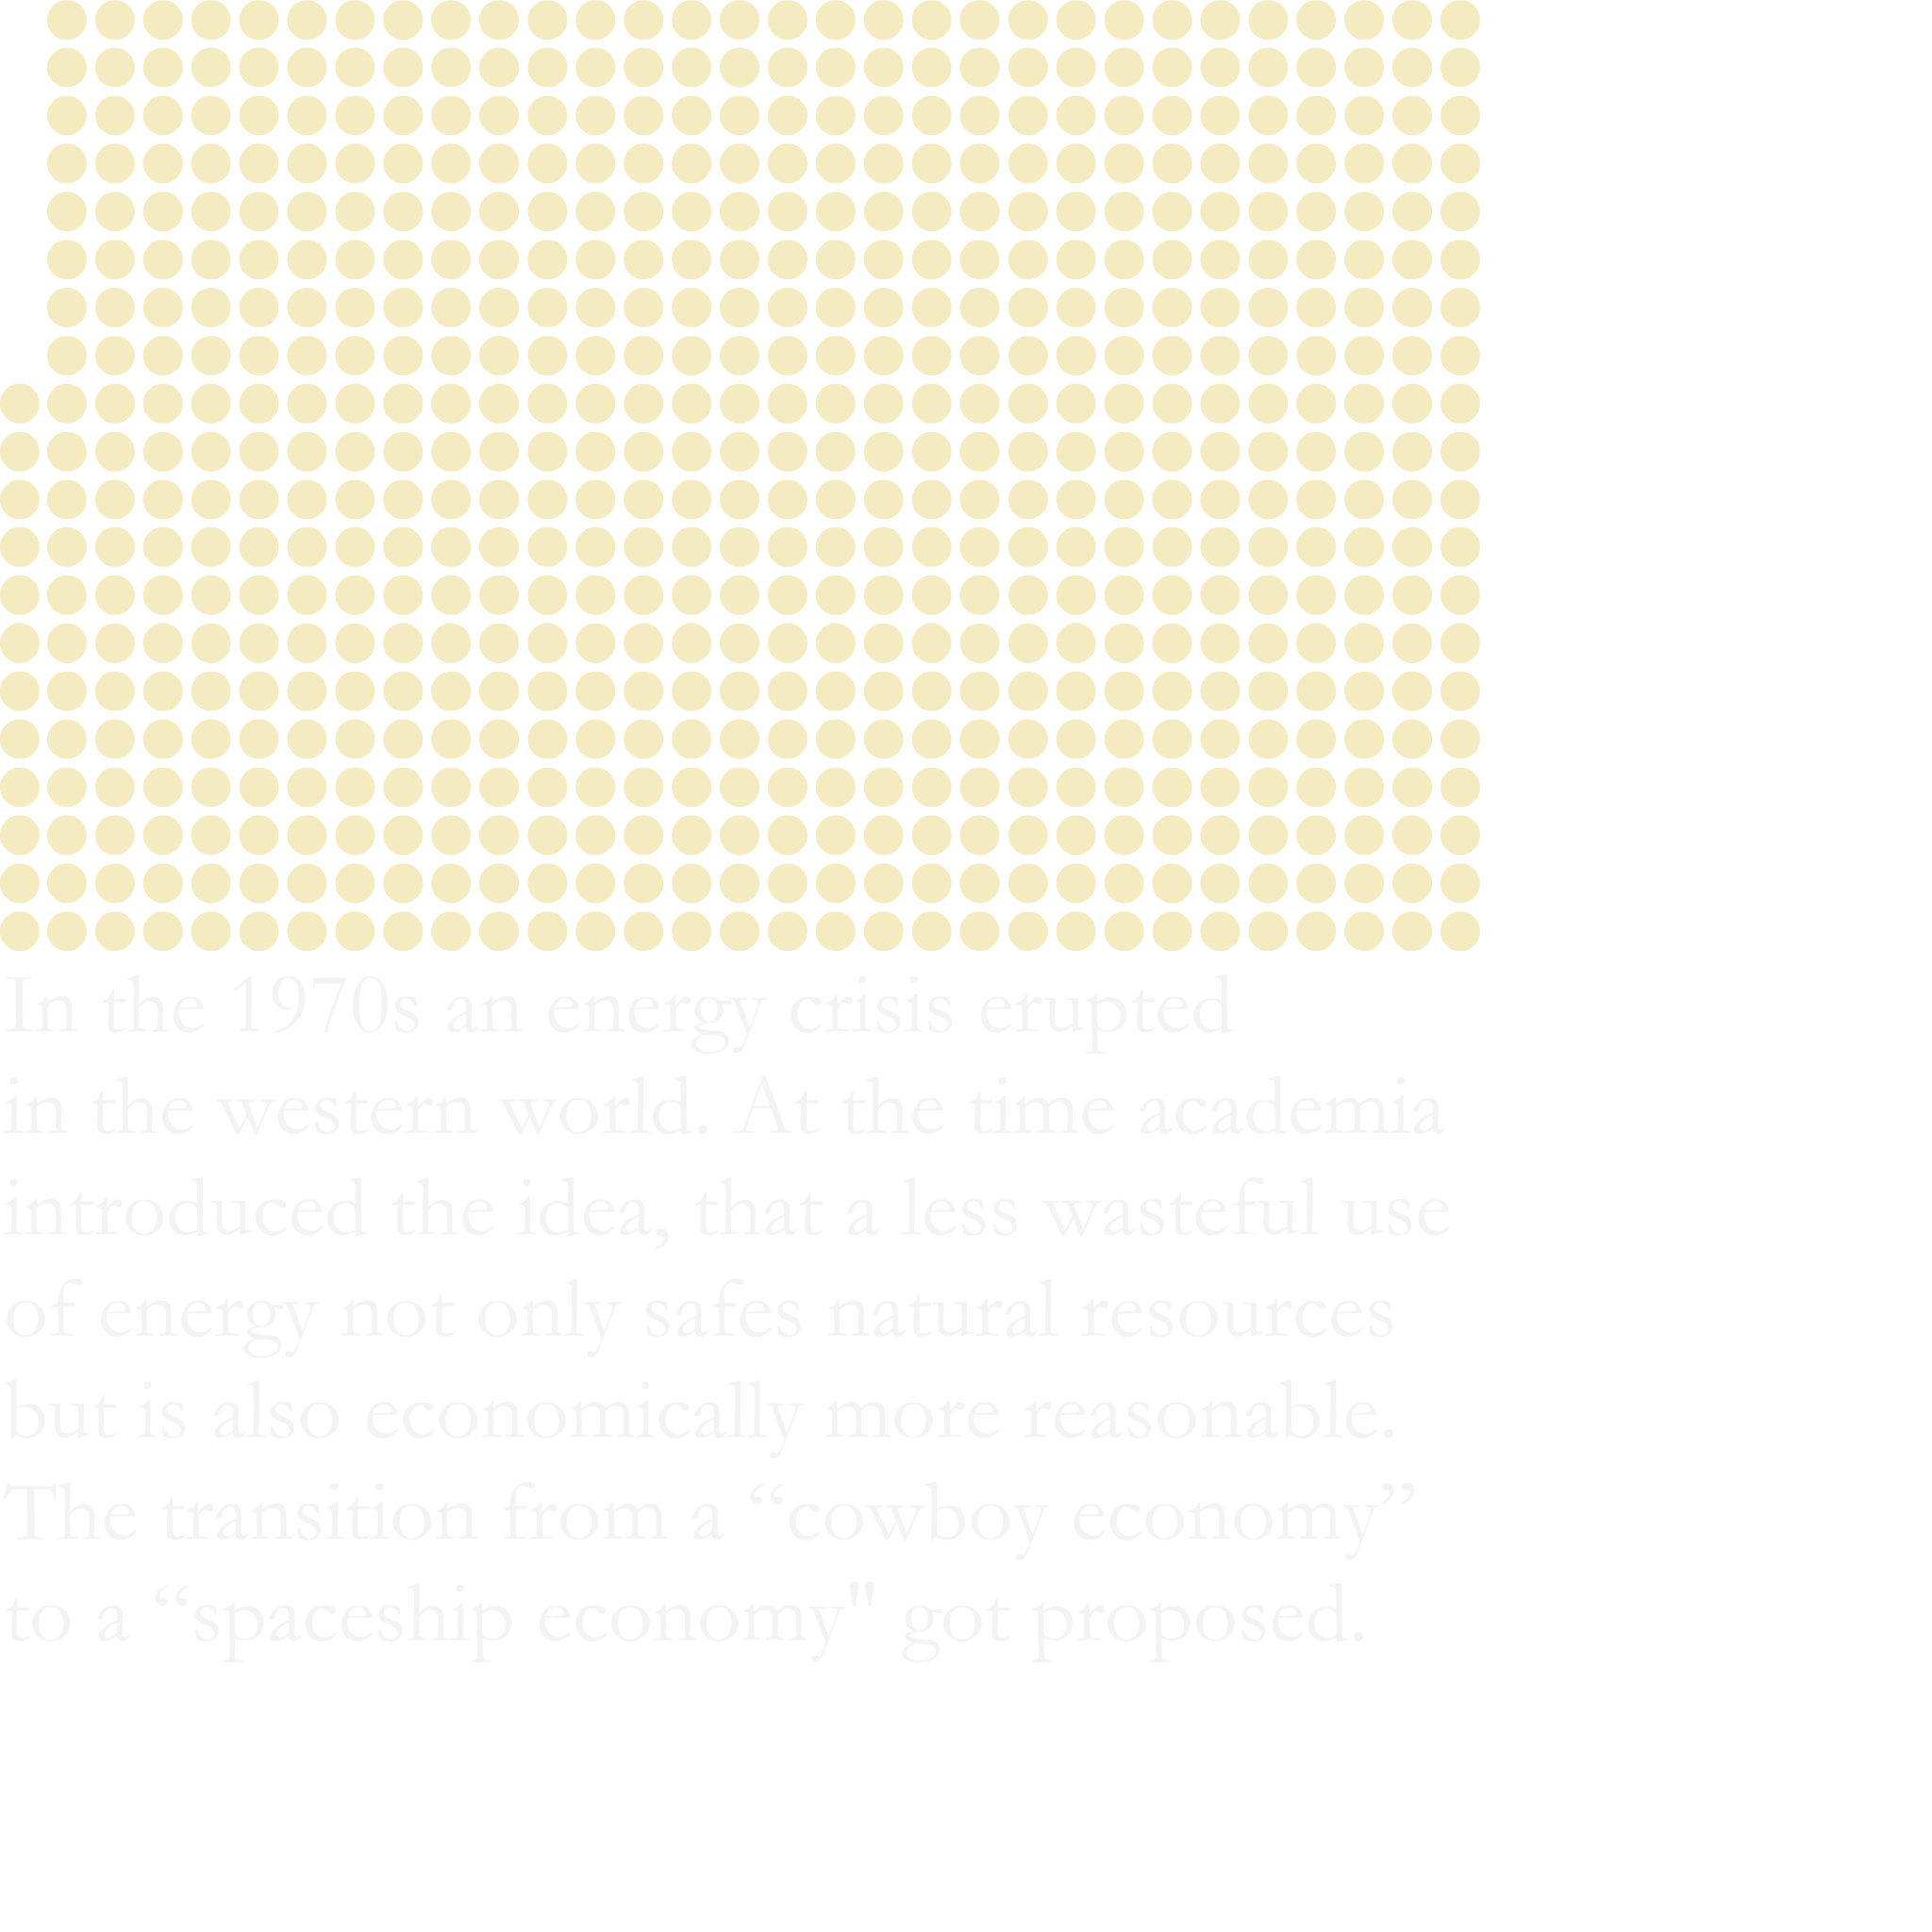 In the 1970s an energy crisis erupted
in the western world. At the time academia
introduced the idea, that a less wasteful use
of energy not only safes natural resources
but is also economically more reasonable.
The transition from a “cowboy economy”
to a “spaceship economy" got proposed.